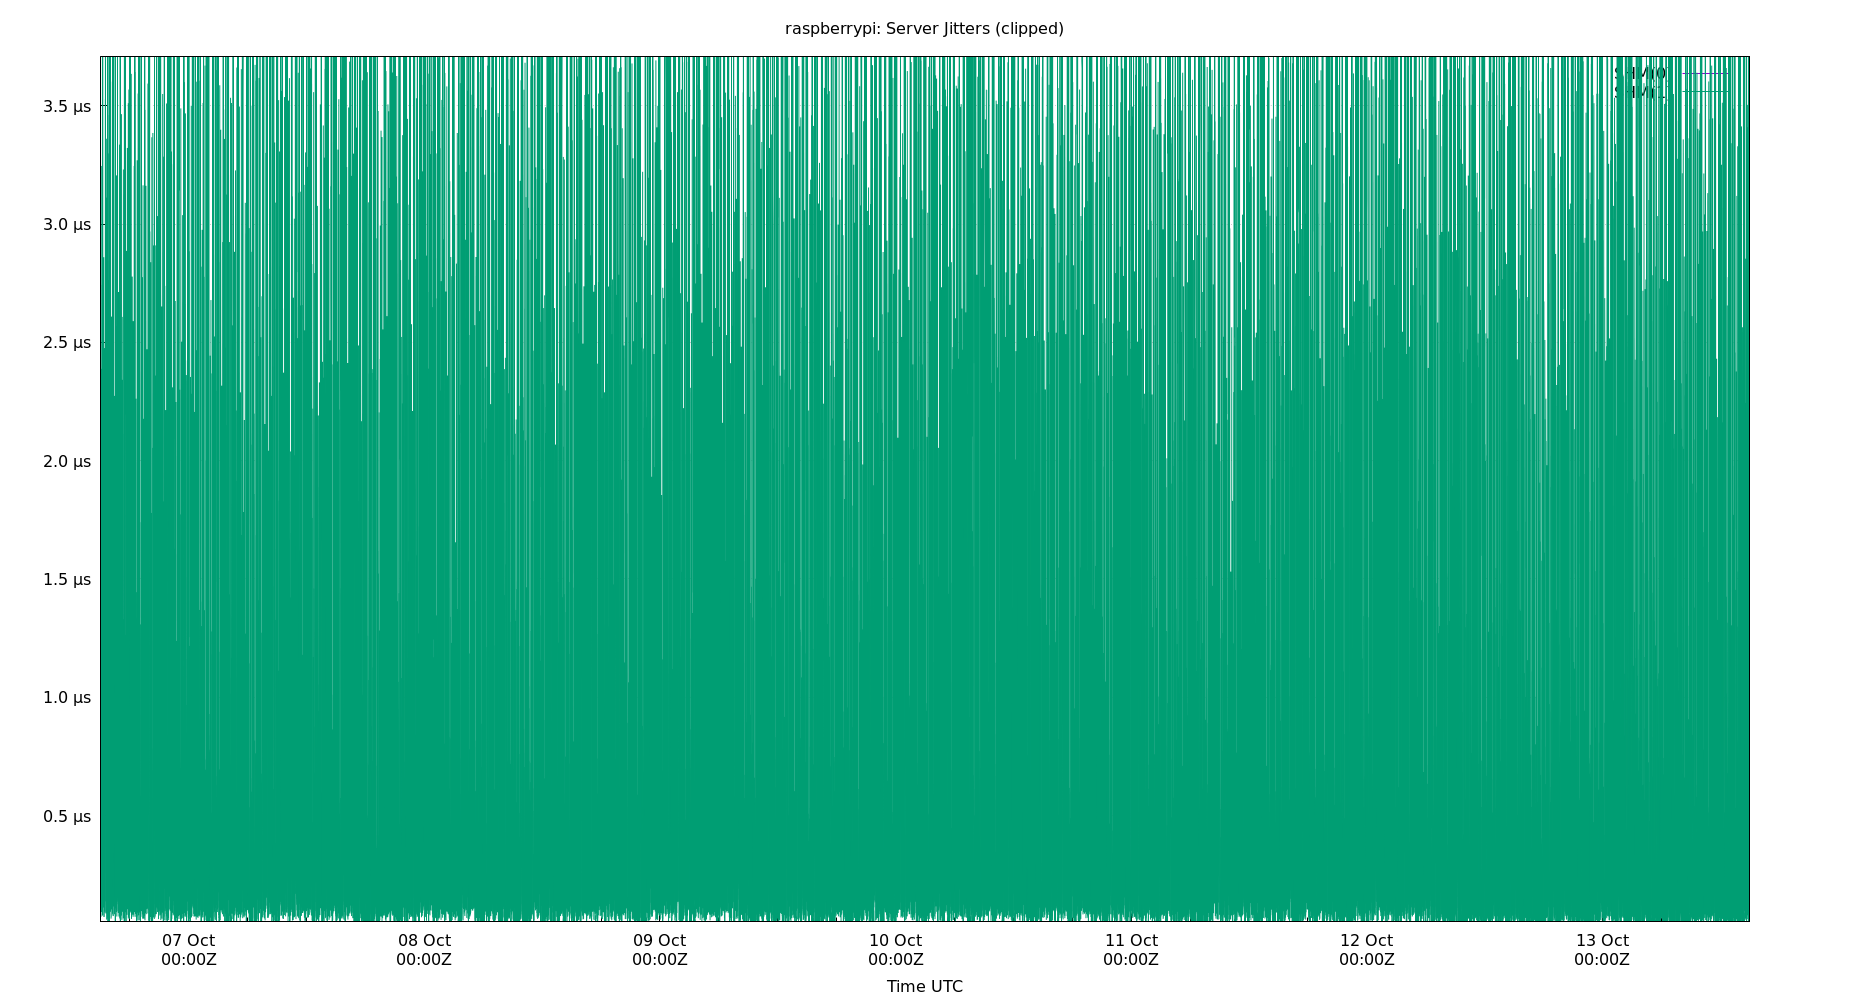 raspberrypi: Server Jitters (clipped)
3.5 µs
3.0 µs
2.5 µs
2.0 µs
1.5 µs
1.0 µs
0.5 µs
07 Oct 08 Oct 09 Oct 10 Oct 11 Oct 12 Oct 13 Oct
00:00Z 00:00Z 00:00Z 00:00Z 00:00Z 00:00Z 00:00Z
Time UTC